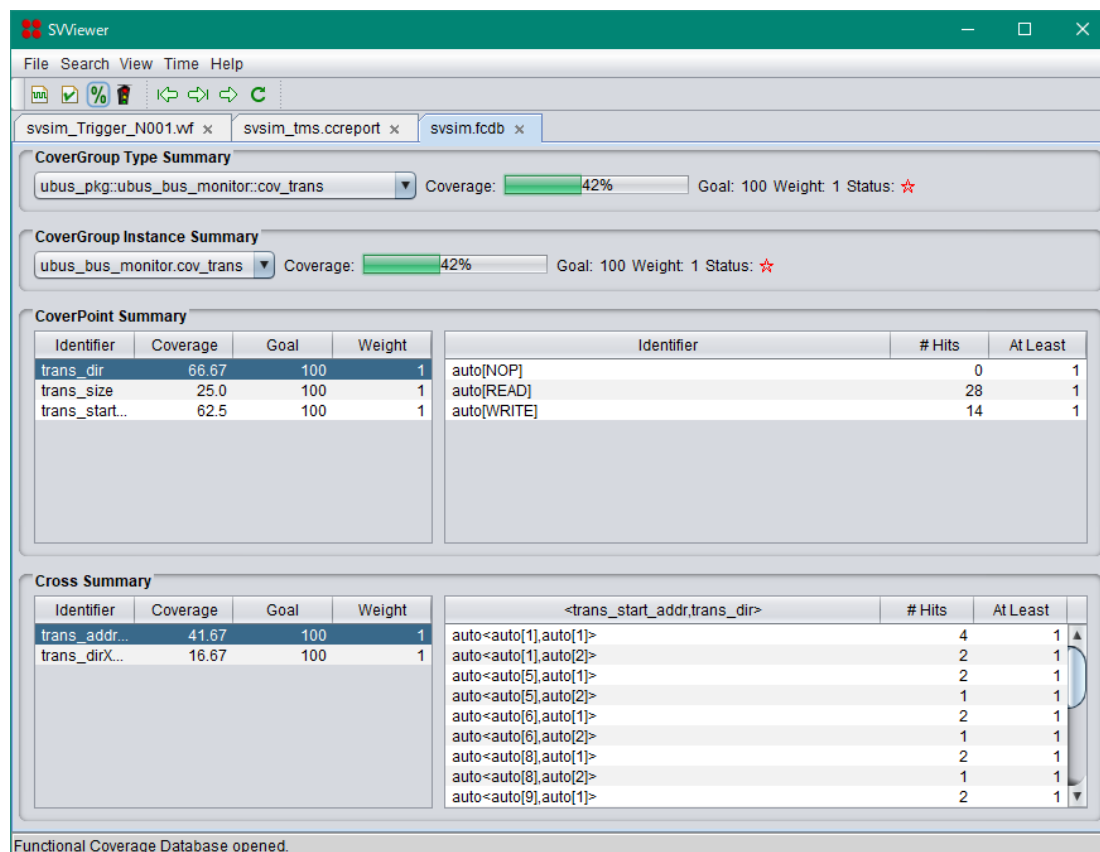 SVViewer
File Search View Time Help
svsim_Trigger_N001.wf × svsim_tms.ccreport × svsim.fcdb ×
CoverGroup Type Summary
ubus_pkg::ubus_bus_monitor::cov_trans Coverage: 42% Goal: 100 Weight: 1 Status:
CoverGroup Instance Summary
ubus_bus_monitor.cov_trans Coverage: 42% Goal: 100 Weight: 1 Status:
CoverPoint Summary
Identifier Coverage Goal Weight Identifier # Hits At Least
trans_dir 66.67 100 1 auto[NOP] 0 1
trans_size 25.0 100 1 auto[READ] 28 1
trans_start... 62.5 100 1 auto[WRITE] 14 1
Cross Summary
Identifier Coverage Goal Weight <trans_start_addr,trans_dir> # Hits At Least
trans_addr... 41.67 100 1 auto<auto[1],auto[1]> 4 1
trans_dirX... 16.67 100 1 auto<auto[1],auto[2]> 2 1
auto<auto[5],auto[1]> 2 1
auto<auto[5],auto[2]> 1 1
auto<auto[6],auto[1]> 2 1
auto<auto[6],auto[2]> 1 1
auto<auto[8],auto[1]> 2 1
auto<auto[8],auto[2]> 1 1
auto<auto[9],auto[1]> 2 1
Functional Coverage Database opened.